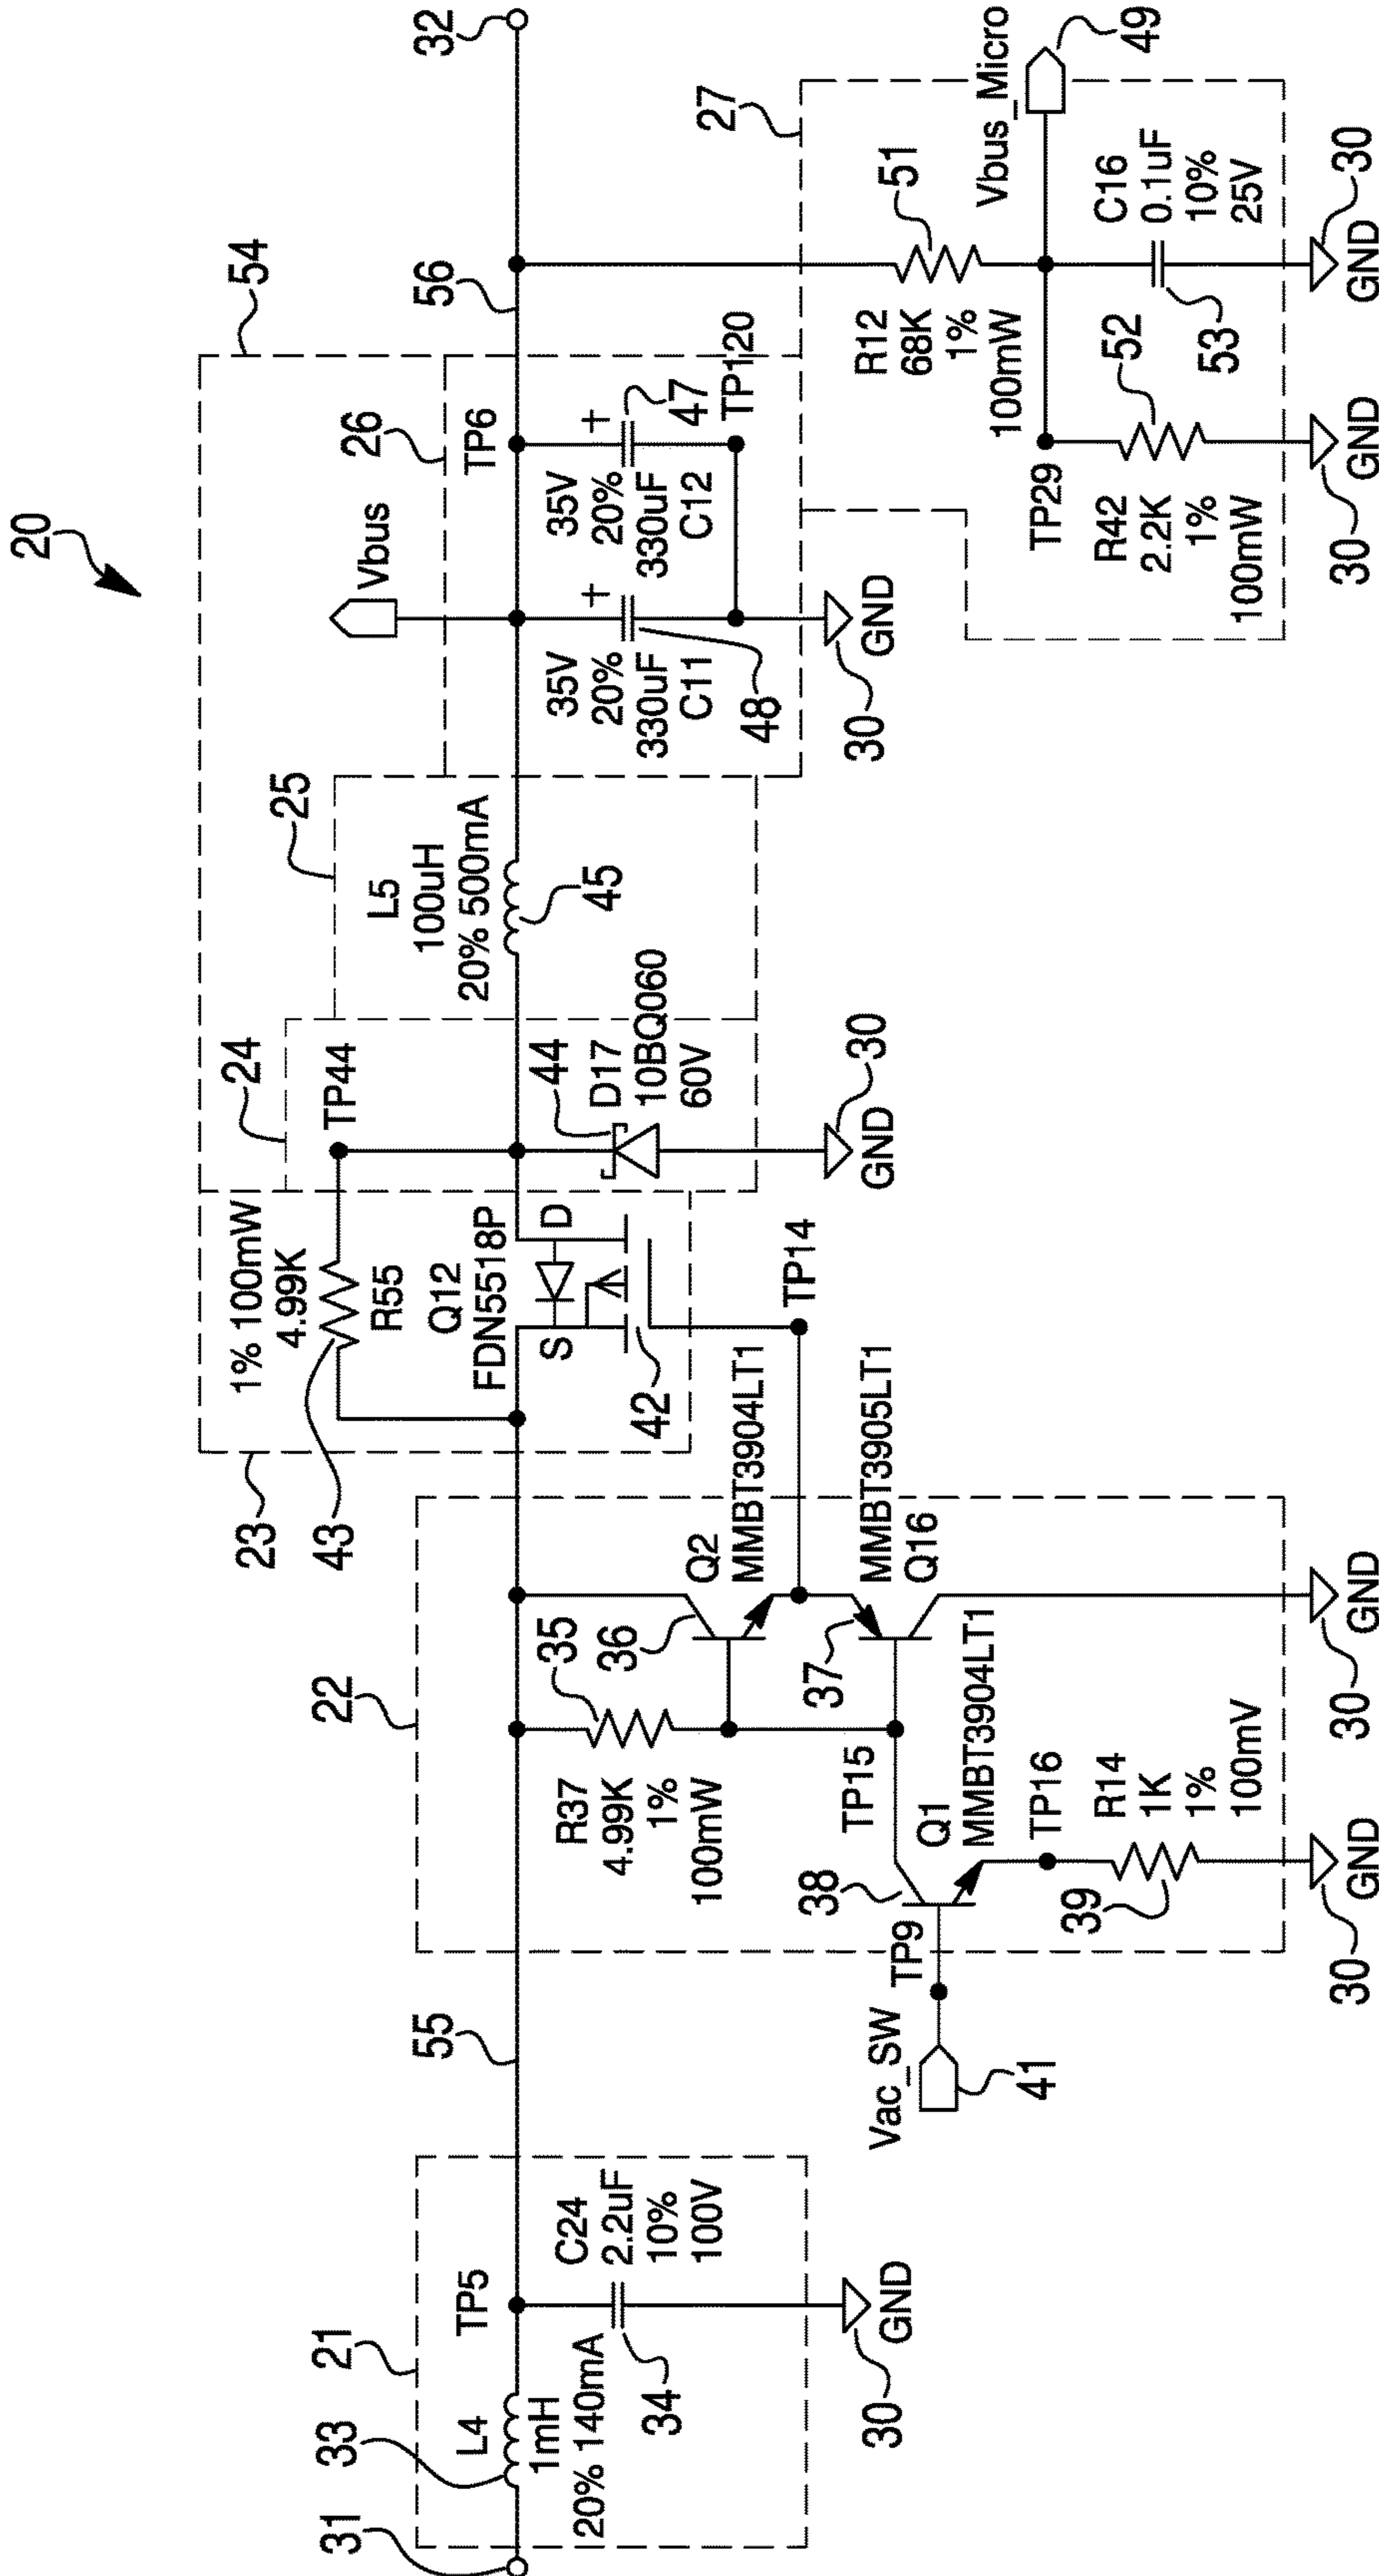 20
54
24
25
26
1% 100mW
4.99K
R55
TP44
23
43
Q12
FDN5518P
S
D
42
TP14
L5
100uH
20% 500mA
45
44
D17
10BQ060
60V
GND
30
Vbus
TP6
35V
20%
330uF
C11
48
35V
20%
330uF
C12
47
TP120
30
GND
56
32
27
51
R12
68K
1%
100mW
Vbus_Micro
49
TP29
R42
2.2K
1%
100mW
52
C16
0.1uF
10%
25V
53
30
GND
30
GND
31
33
21
L4
1mH
20% 140mA
TP5
C24
2.2uF
10%
100V
34
30
GND
55
22
R37
4.99K
1%
100mW
35
36
Q2
MMBT3904LT1
37
MMBT3905LT1
Q16
TP15
38
Q1
MMBT3904LT1
TP9
Vac_SW
41
TP16
R14
1K
1%
100mV
39
30
GND
30
GND